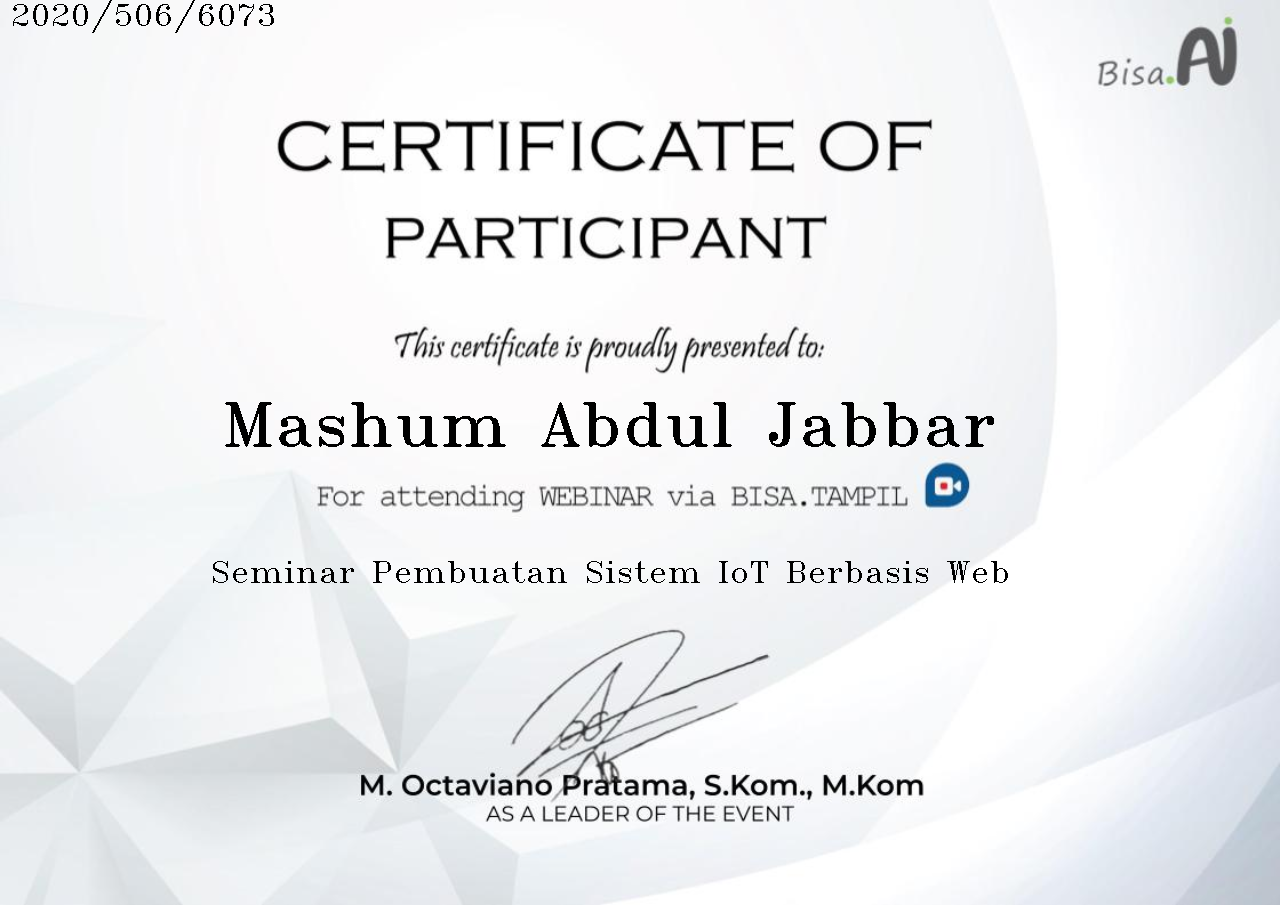 2020/506/6073
Bisa.Ai
CERTIFICATE OF
PARTICIPANT
This certificate is proudly presented to:
Mashum Abdul Jabbar
For attending WEBINAR via BISA.TAMPIL
Seminar Pembuatan Sistem IoT Berbasis Web
M. Octaviano Pratama, S.Kom., M.Kom
AS A LEADER OF THE EVENT